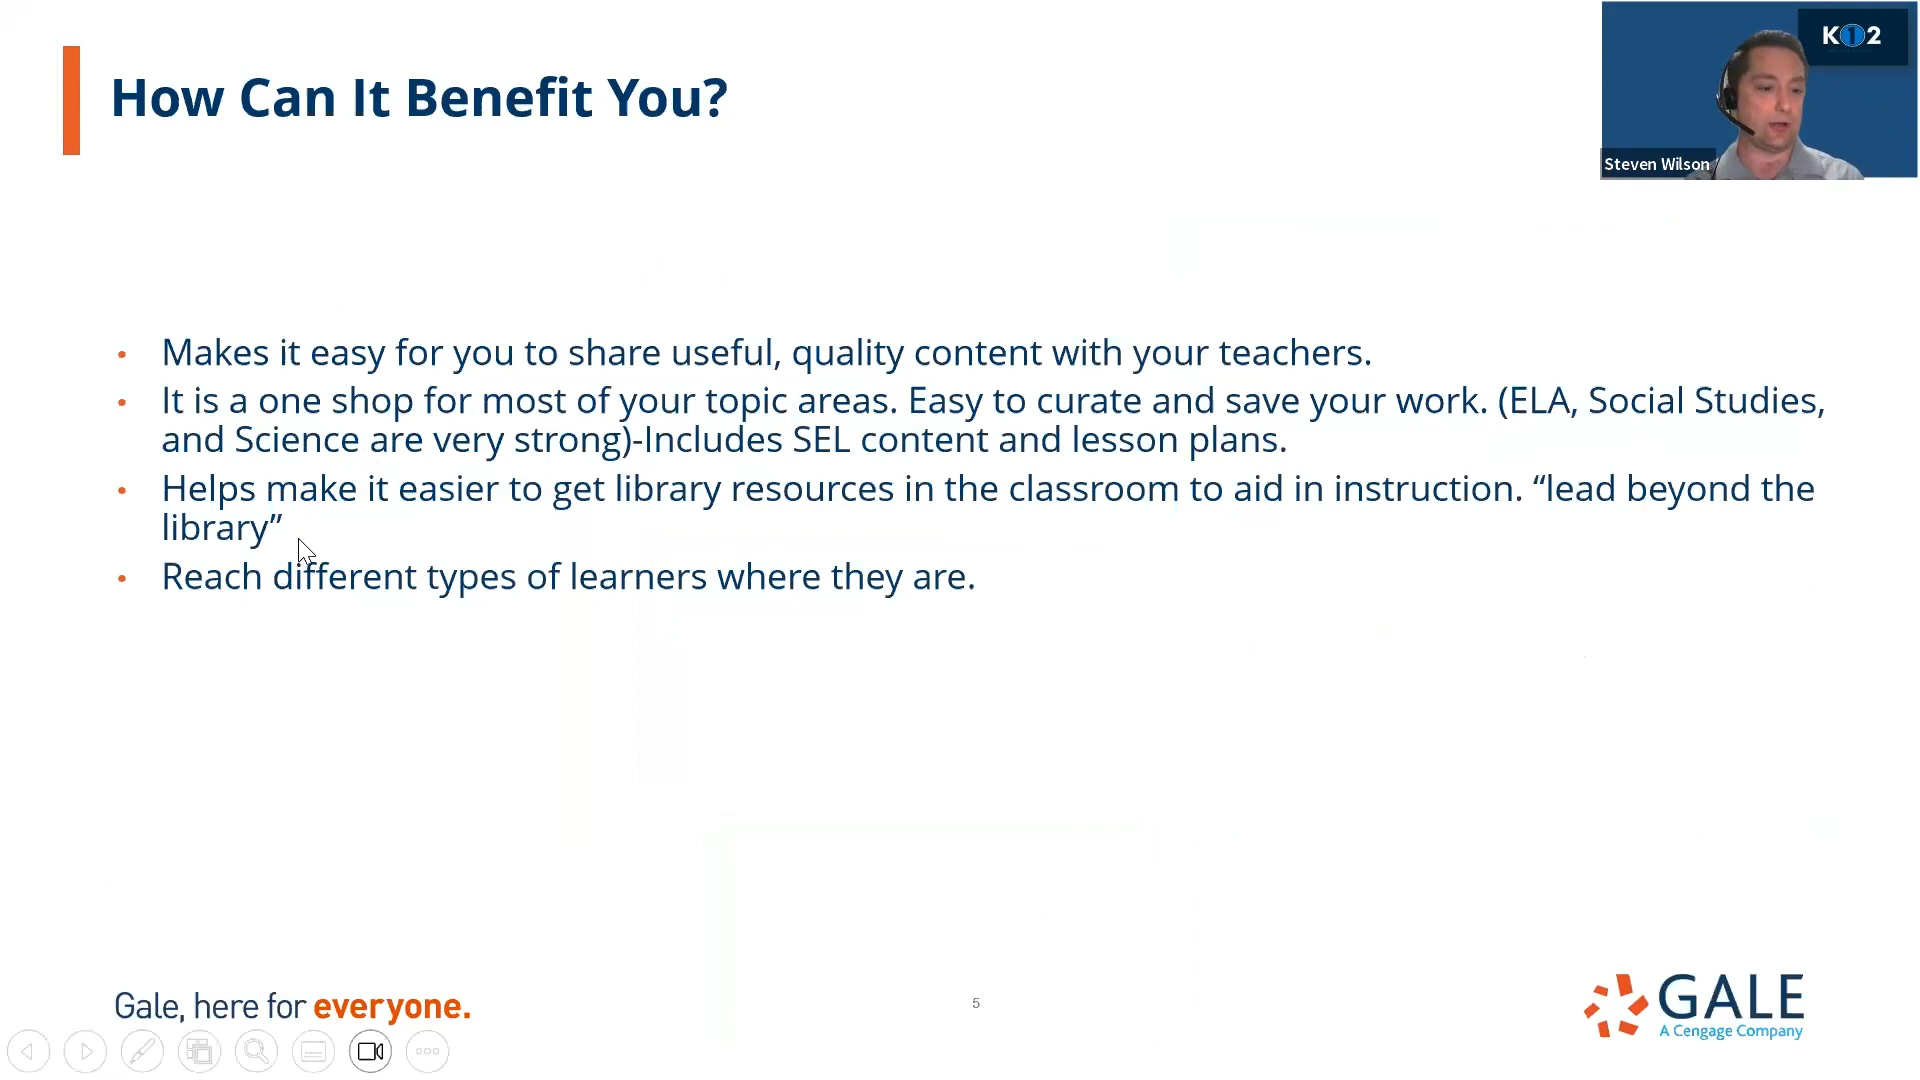 How Can It Benefit You?
K12
Steven Wilson
• Makes it easy for you to share useful, quality content with your teachers.
• It is a one shop for most of your topic areas. Easy to curate and save your work. (ELA, Social Studies,
and Science are very strong)-Includes SEL content and lesson plans.
• Helps make it easier to get library resources in the classroom to aid in instruction. “lead beyond the
library”
• Reach different types of learners where they are.
Gale, here for everyone.
5
GALE
A Cengage Company